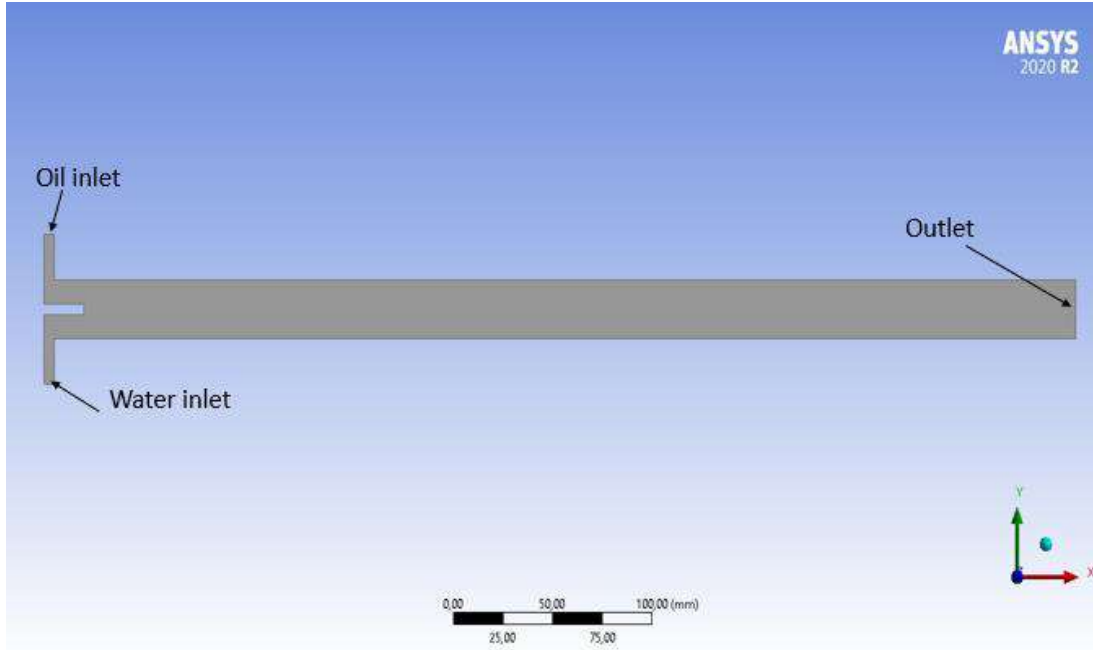 ANSYS
2020 R2
Oil inlet
Outlet
Water inlet
Y
X
0,00 50,00 100,00 (mm)
25,00 75,00